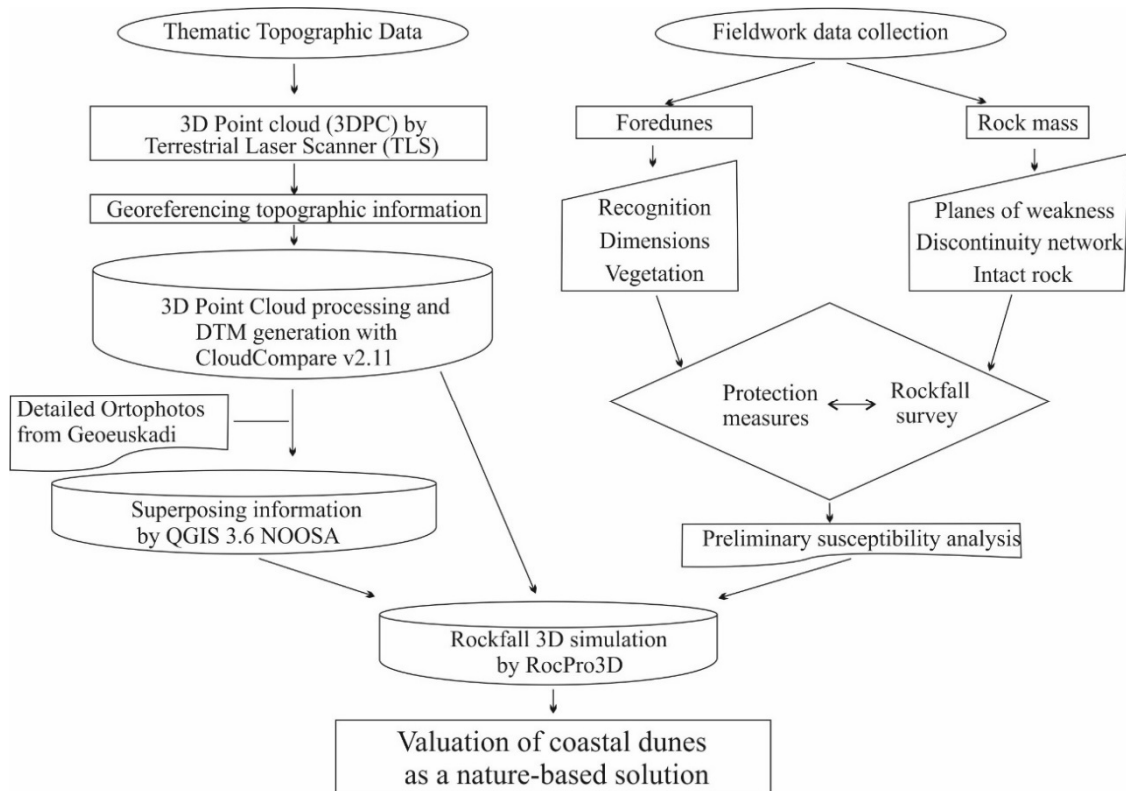 Thematic Topographic Data
3D Point cloud (3DPC) by
Terrestrial Laser Scanner (TLS)
Georeferencing topographic information
3D Point Cloud processing and
DTM generation with
CloudCompare v2.11
Detailed Ortophotos
from Geoeuskadi
Superposing information
by QGIS 3.6 NOOSA
Fieldwork data collection
Foredunes
Rock mass
Recognition
Dimensions
Vegetation
Planes of weakness
Discontinuity network
Intact rock
Protection
measures
Rockfall
survey
Preliminary susceptibility analysis
Rockfall 3D simulation
by RocPro3D
Valuation of coastal dunes
as a nature-based solution